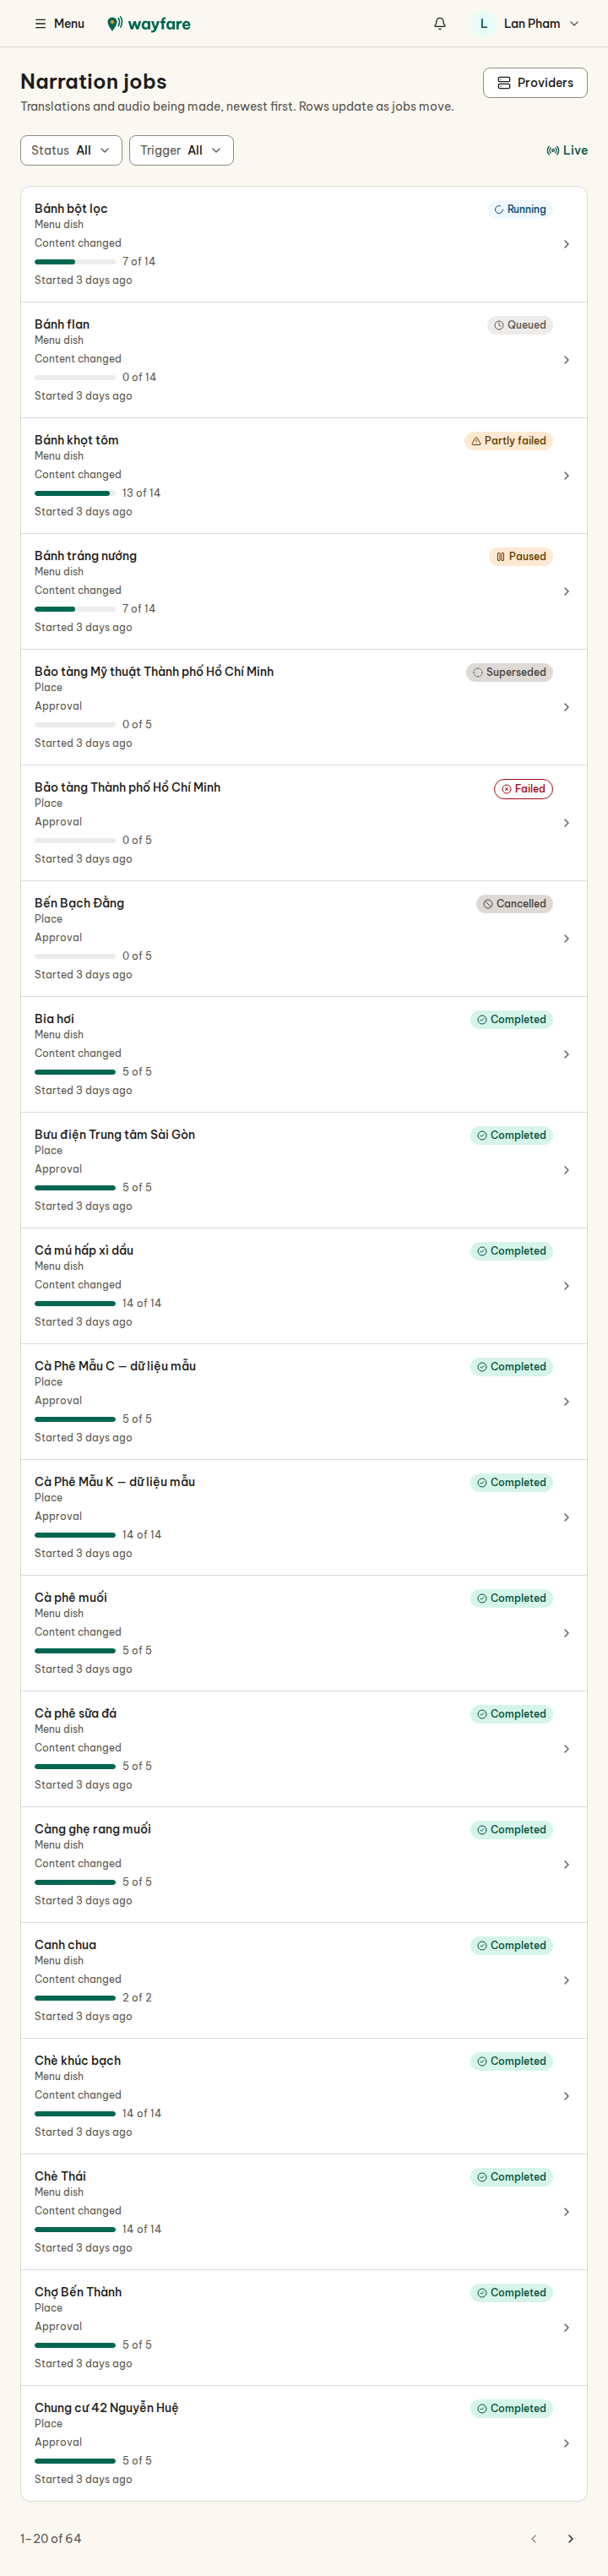 Menu
wayfare
L
Lan Pham
Narration jobs
Providers
Translations and audio being made, newest first. Rows update as jobs move.
Status All
Trigger All
Live
Bánh bột lọc
Running
Menu dish
Content changed
7 of 14
Started 3 days ago
Bánh flan
Queued
Menu dish
Content changed
0 of 14
Started 3 days ago
Bánh khọt tôm
Partly failed
Menu dish
Content changed
13 of 14
Started 3 days ago
Bánh tráng nướng
Paused
Menu dish
Content changed
7 of 14
Started 3 days ago
Bảo tàng Mỹ thuật Thành phố Hồ Chí Minh
Superseded
Place
Approval
0 of 5
Started 3 days ago
Bảo tàng Thành phố Hồ Chí Minh
Failed
Place
Approval
0 of 5
Started 3 days ago
Bến Bạch Đằng
Cancelled
Place
Approval
0 of 5
Started 3 days ago
Bia hơi
Completed
Menu dish
Content changed
5 of 5
Started 3 days ago
Bưu điện Trung tâm Sài Gòn
Completed
Place
Approval
5 of 5
Started 3 days ago
Cá mú hấp xì dầu
Completed
Menu dish
Content changed
14 of 14
Started 3 days ago
Cà Phê Mẫu C — dữ liệu mẫu
Completed
Place
Approval
5 of 5
Started 3 days ago
Cà Phê Mẫu K — dữ liệu mẫu
Completed
Place
Approval
14 of 14
Started 3 days ago
Cà phê muối
Completed
Menu dish
Content changed
5 of 5
Started 3 days ago
Cà phê sữa đá
Completed
Menu dish
Content changed
5 of 5
Started 3 days ago
Càng ghẹ rang muối
Completed
Menu dish
Content changed
5 of 5
Started 3 days ago
Canh chua
Completed
Menu dish
Content changed
2 of 2
Started 3 days ago
Chè khúc bạch
Completed
Menu dish
Content changed
14 of 14
Started 3 days ago
Chè Thái
Completed
Menu dish
Content changed
14 of 14
Started 3 days ago
Chợ Bến Thành
Completed
Place
Approval
5 of 5
Started 3 days ago
Chung cư 42 Nguyễn Huệ
Completed
Place
Approval
5 of 5
Started 3 days ago
1–20 of 64